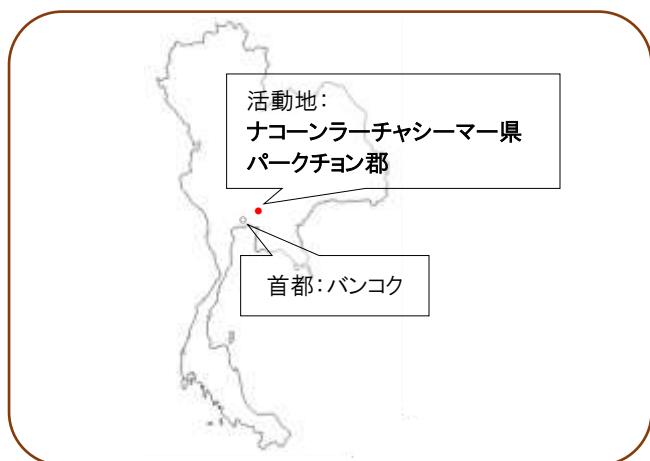 活動地：
ナコーンラーチャシーマー県
パークチョン郡
首都：バンコク